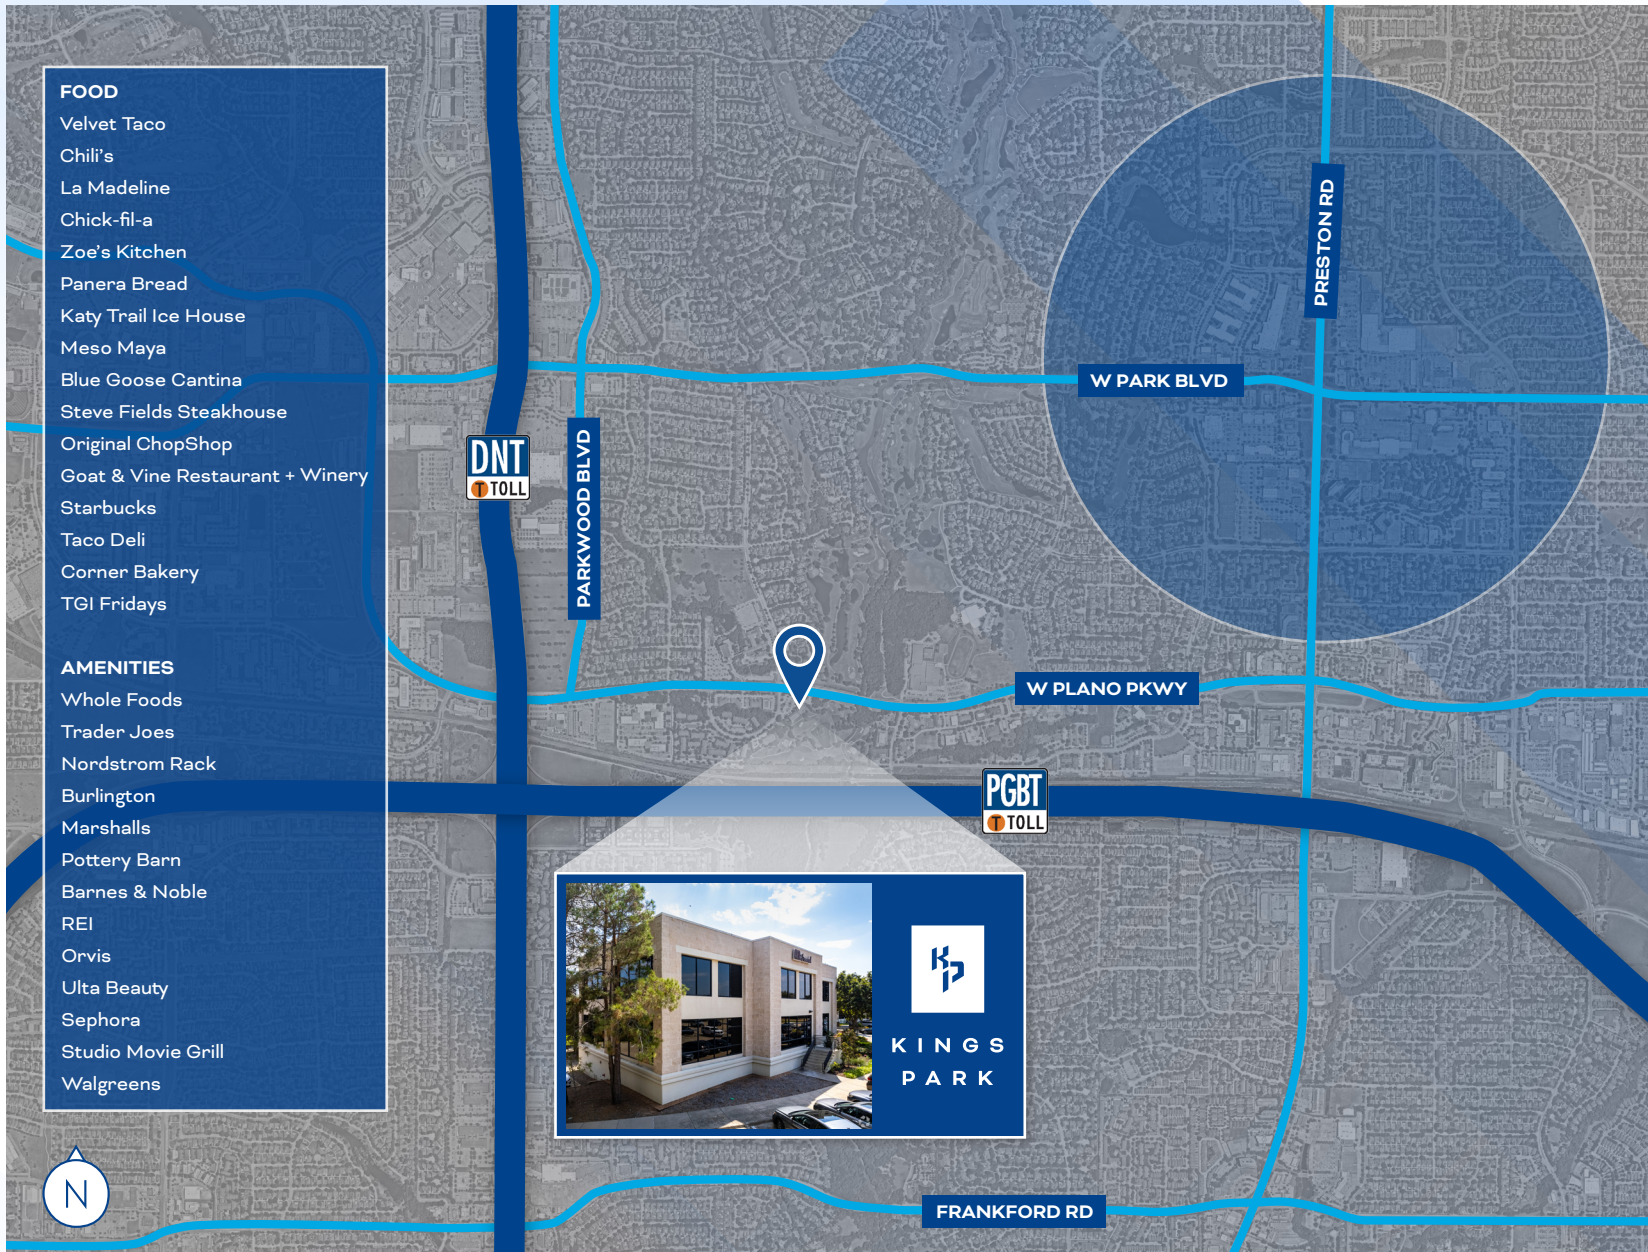 FOOD
Velvet Taco
Chili's
La Madeline
Chick-fil-a
Zoe's Kitchen
Panera Bread
Katy Trail Ice House
Meso Maya
Blue Goose Cantina
Steve Fields Steakhouse
Original ChopShop
Goat & Vine Restaurant + Winery
Starbucks
Taco Deli
Corner Bakery
TGI Fridays
AMENITIES
Whole Foods
Trader Joes
Nordstrom Rack
Burlington
Marshalls
Pottery Barn
Barnes & Noble
REI
Orvis
Ulta Beauty
Sephora
Studio Movie Grill
Walgreens
N
DNT
T TOLL
PARKWOOD BLVD
PRESTON RD
W PARK BLVD
W PLANO PKWY
PGBT
T TOLL
KP
KINGS
PARK
FRANKFORD RD